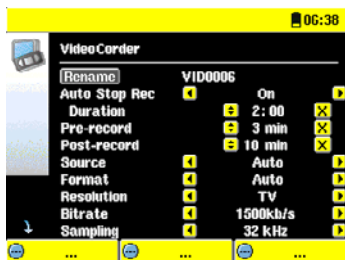 06:38
VideoCorder
Rename VID0006
Auto Stop Rec On
Duration 2:00
Pre-record 3 min
Post-record 10 min
Source Auto
Format Auto
Resolution TV
Bitrate 1500kb/s
Sampling 32 kHz
... ... ...